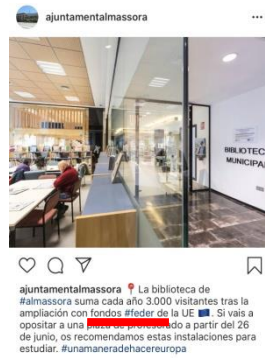 ajuntamentalmassora
BIBLIOTEC
MUNICIPA
ajuntamentalmassora 📍 La biblioteca de
#almassora suma cada año 3.000 visitantes tras la
ampliación con fondos #feder de la UE 🇪🇺. Si vais a
opositar a una plaza de profesorado a partir del 26
de junio, os recomendamos estas instalaciones para
estudiar. #unamaneradehacereuropa